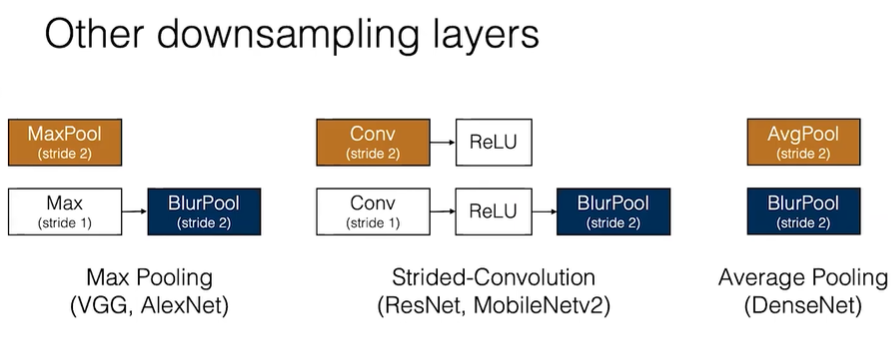 Other downsampling layers
MaxPool
(stride 2)
Max
(stride 1)
BlurPool
(stride 2)
Max Pooling
(VGG, AlexNet)
Conv
(stride 2)
ReLU
Conv
(stride 1)
ReLU
BlurPool
(stride 2)
Strided-Convolution
(ResNet, MobileNetv2)
AvgPool
(stride 2)
BlurPool
(stride 2)
Average Pooling
(DenseNet)